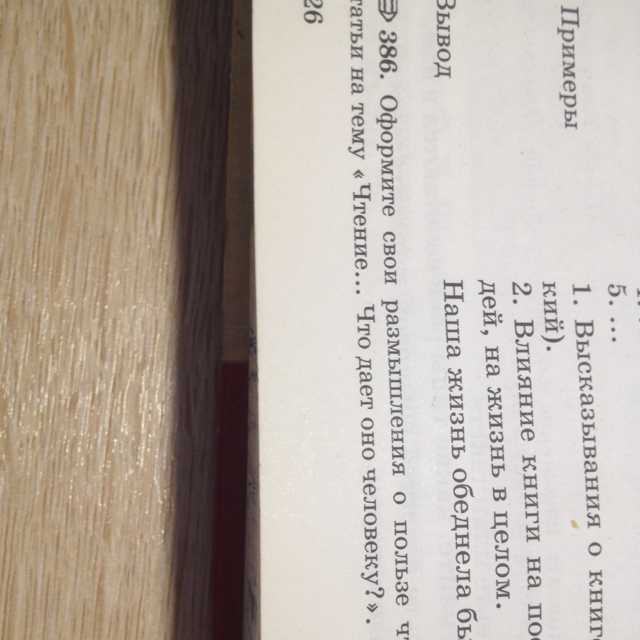 5. ...
Примеры
1. Высказывания о книг
кий).
2. Влияние книги на по
дей, на жизнь в целом.
Вывод
Наша жизнь обеднела бы
386. Оформите свои размышления о пользе ч
татьи на тему «Чтение... Что дает оно человеку?».
26